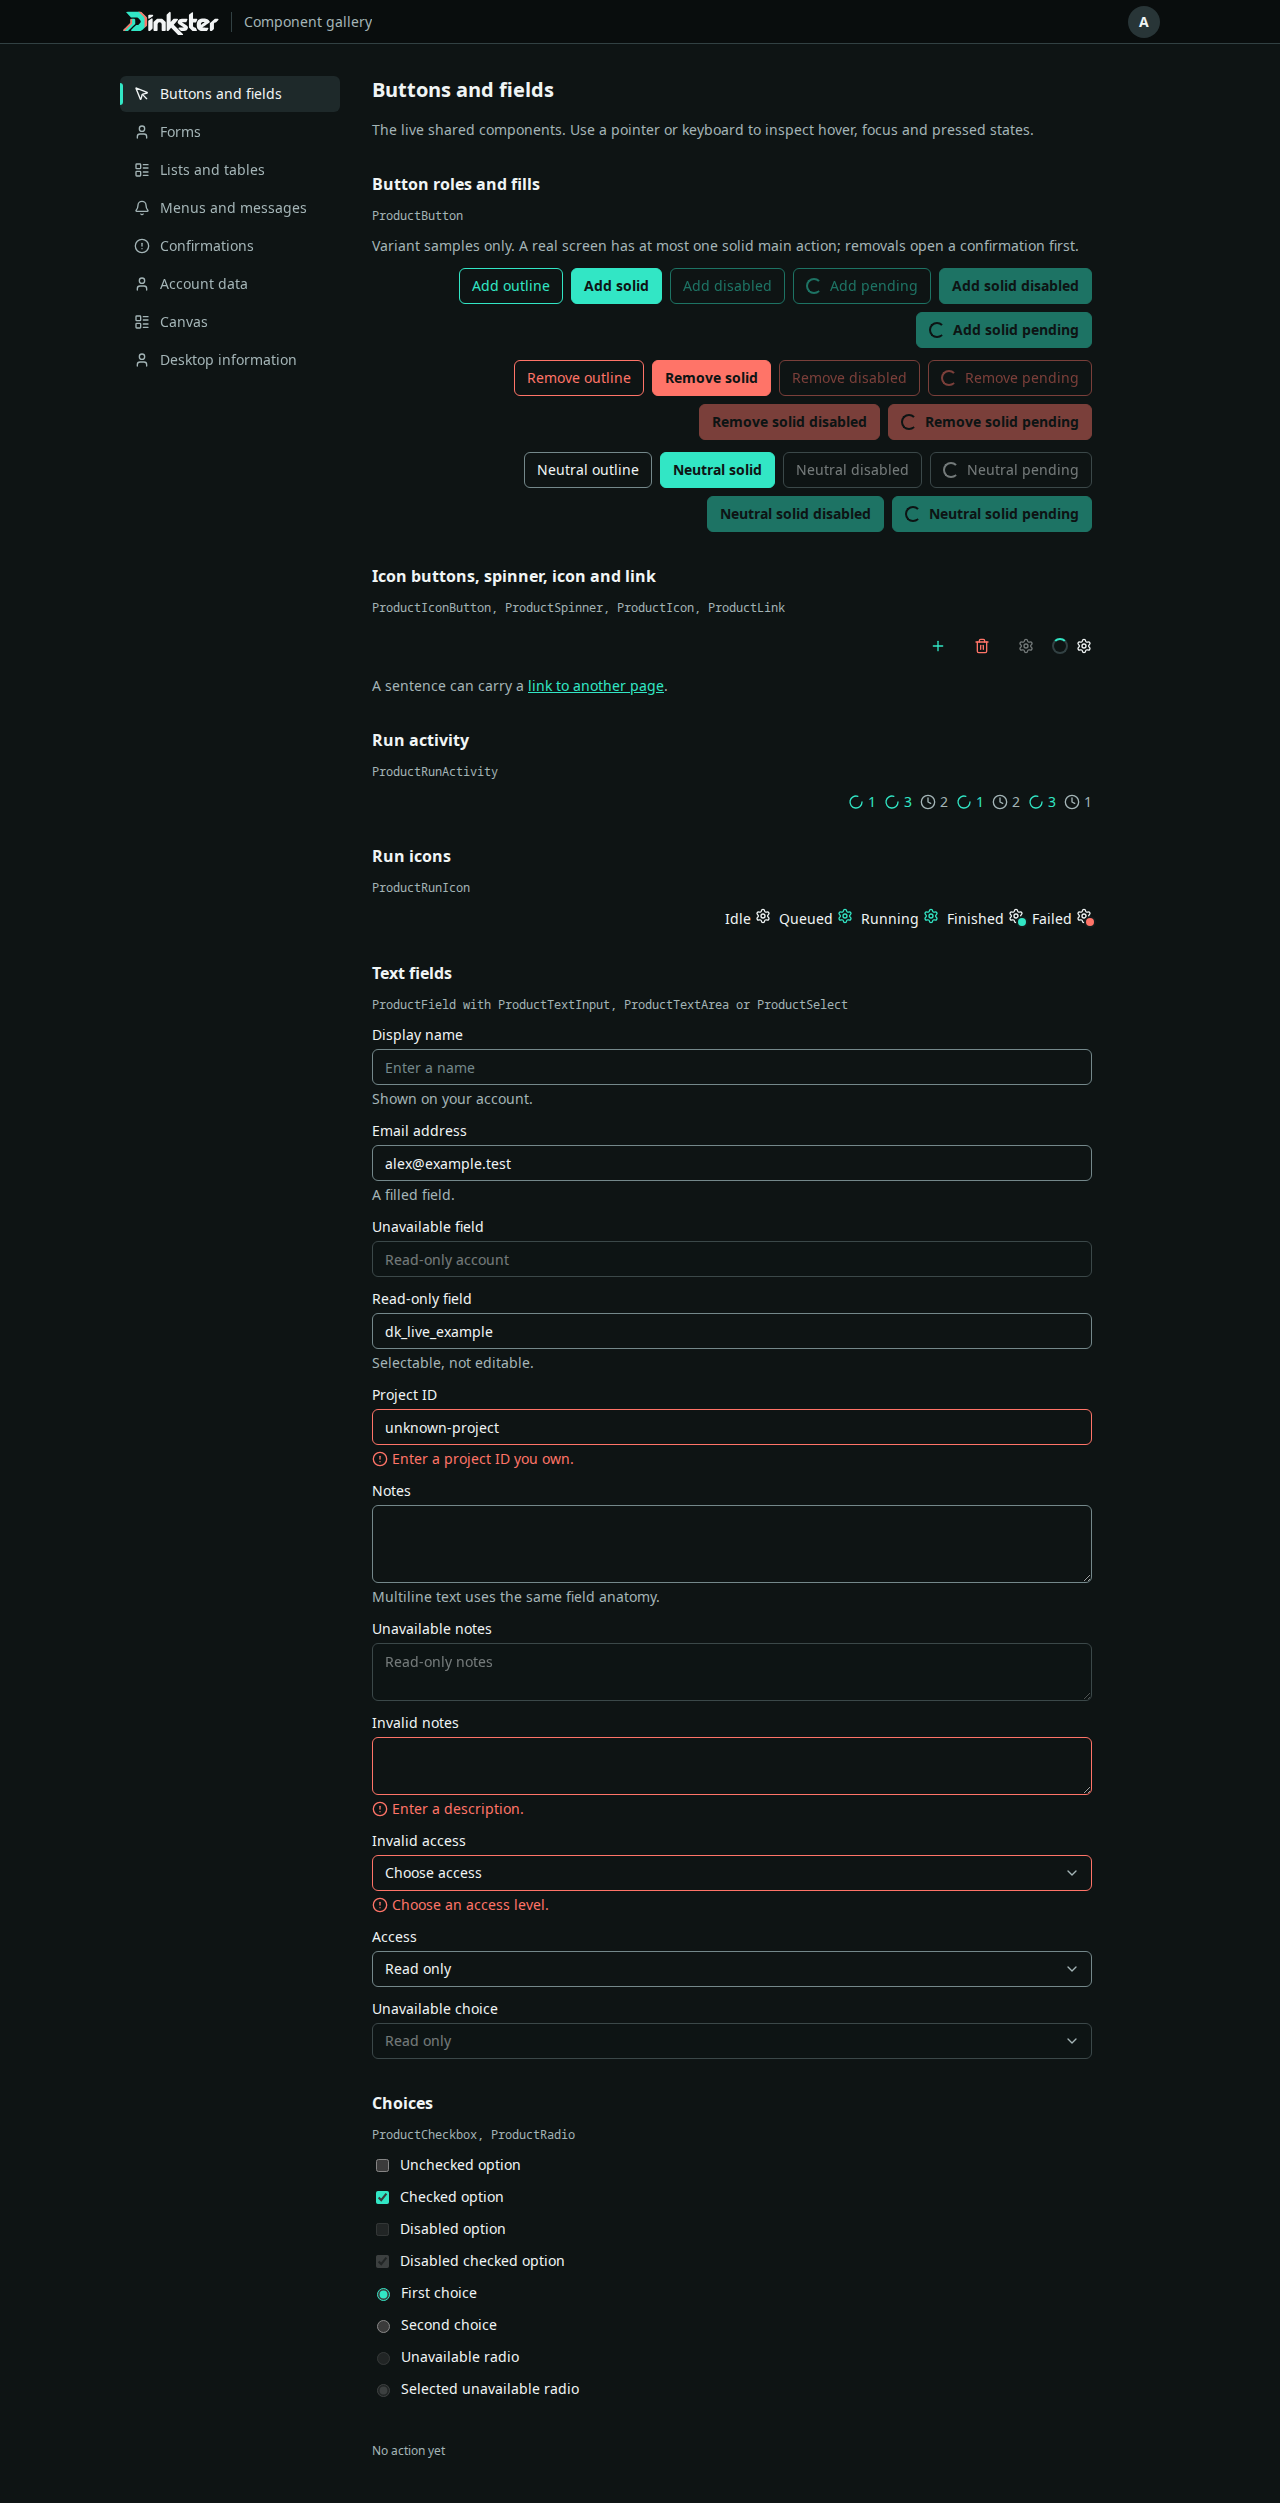 Dinkster
Component gallery
A
Buttons and fields
Forms
Lists and tables
Menus and messages
Confirmations
Account data
Canvas
Desktop information
Buttons and fields
The live shared components. Use a pointer or keyboard to inspect hover, focus and pressed states.
Button roles and fills
ProductButton
Variant samples only. A real screen has at most one solid main action; removals open a confirmation first.
Add outline Add solid Add disabled Add pending Add solid disabled
Add solid pending
Remove outline Remove solid Remove disabled Remove pending
Remove solid disabled Remove solid pending
Neutral outline Neutral solid Neutral disabled Neutral pending
Neutral solid disabled Neutral solid pending
Icon buttons, spinner, icon and link
ProductIconButton, ProductSpinner, ProductIcon, ProductLink
A sentence can carry a link to another page.
Run activity
ProductRunActivity
1 3 2 1 2 3 1
Run icons
ProductRunIcon
Idle Queued Running Finished Failed
Text fields
ProductField with ProductTextInput, ProductTextArea or ProductSelect
Display name
Enter a name
Shown on your account.
Email address
alex@example.test
A filled field.
Unavailable field
Read-only account
Read-only field
dk_live_example
Selectable, not editable.
Project ID
unknown-project
Enter a project ID you own.
Notes
Multiline text uses the same field anatomy.
Unavailable notes
Read-only notes
Invalid notes
Enter a description.
Invalid access
Choose access
Choose an access level.
Access
Read only
Unavailable choice
Read only
Choices
ProductCheckbox, ProductRadio
Unchecked option
Checked option
Disabled option
Disabled checked option
First choice
Second choice
Unavailable radio
Selected unavailable radio
No action yet